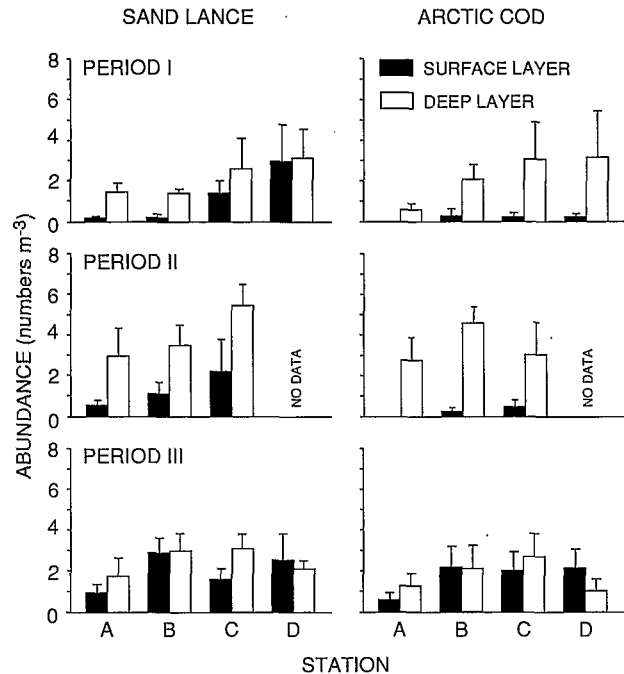 SAND LANCE
ARCTIC COD
8
6
4
2
0
PERIOD I
SURFACE LAYER
DEEP LAYER
ABUNDANCE (numbers m-3)
8
6
4
2
0
PERIOD II
NO DATA
NO DATA
8
6
4
2
0
PERIOD III
A B C D
A B C D
STATION